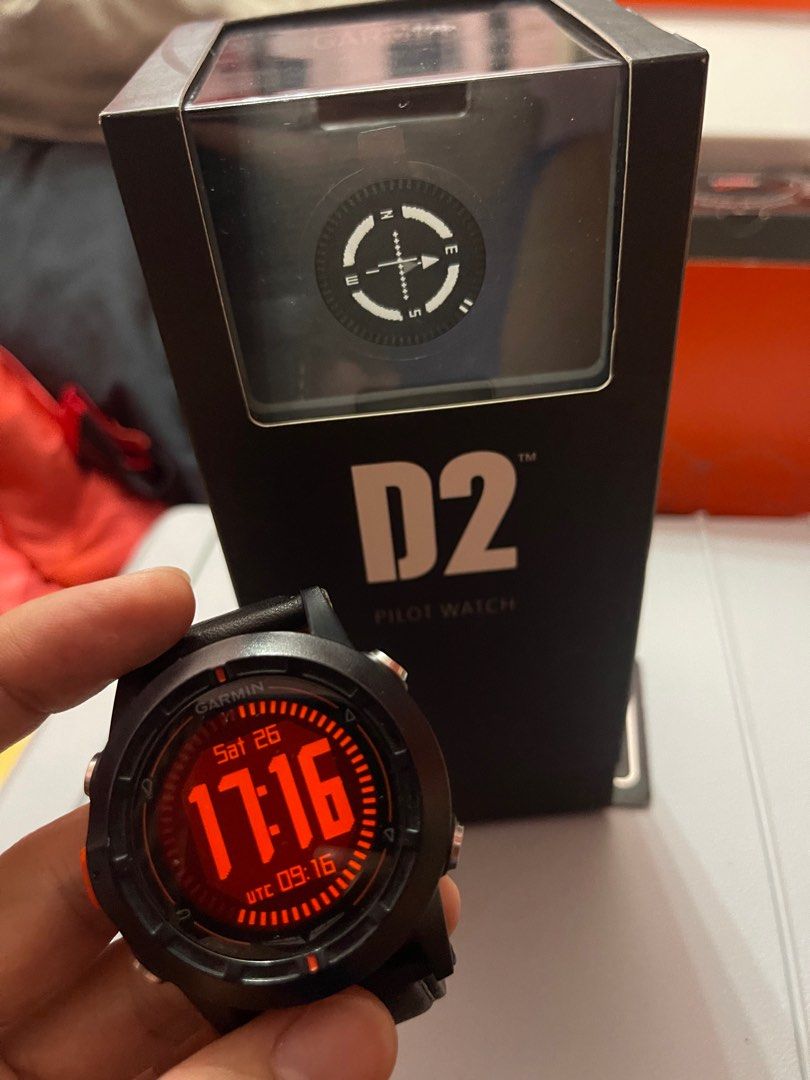 N
E
S
W
D2™
PILOT WATCH
GARMIN
Sat 26
17:16
UTC 09:16